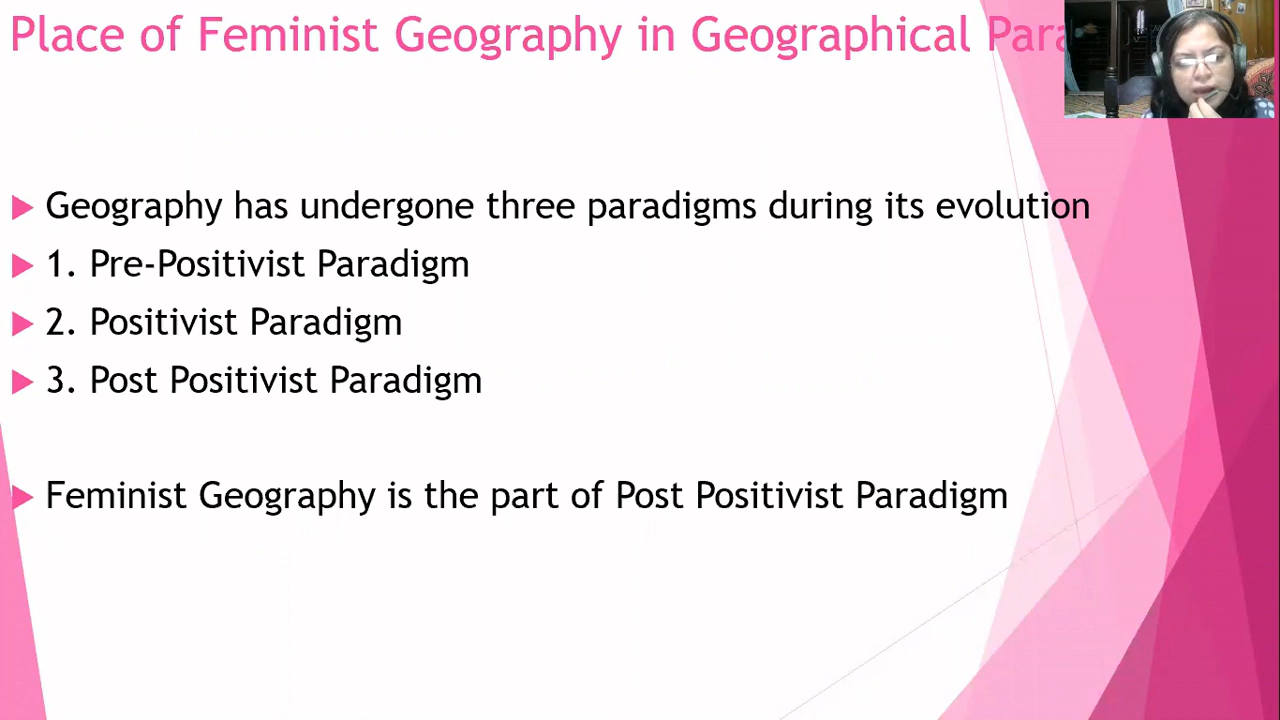 Place of Feminist Geography in Geographical
Geography has undergone three paradigms during its evolution
1. Pre-Positivist Paradigm
2. Positivist Paradigm
3. Post Positivist Paradigm
Feminist Geography is the part of Post Positivist Paradigm